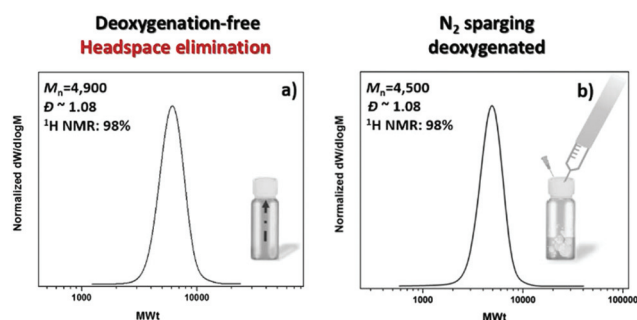 Deoxygenation-free
Headspace elimination
Mn=4,900
Đ ~ 1.08
¹H NMR: 98%
a)
Normalized dW/dlogM
1000
10000
MWt
N₂ sparging
deoxygenated
Mn=4,500
Đ ~ 1.08
¹H NMR: 98%
b)
Normalized dW/dlogM
1000
10000
100000
MWt